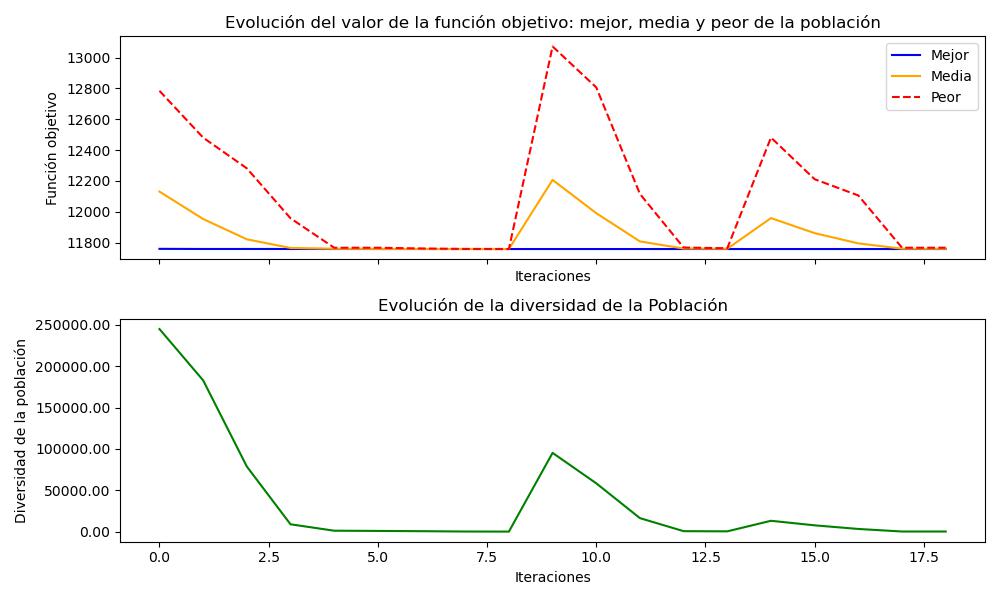 Evolución del valor de la función objetivo: mejor, media y peor de la población
Función objetivo
13000
12800
12600
12400
12200
12000
11800
Mejor
Media
Peor
Iteraciones
Evolución de la diversidad de la Población
Diversidad de la población
250000.00
200000.00
150000.00
100000.00
50000.00
0.00
0.0 2.5 5.0 7.5 10.0 12.5 15.0 17.5
Iteraciones